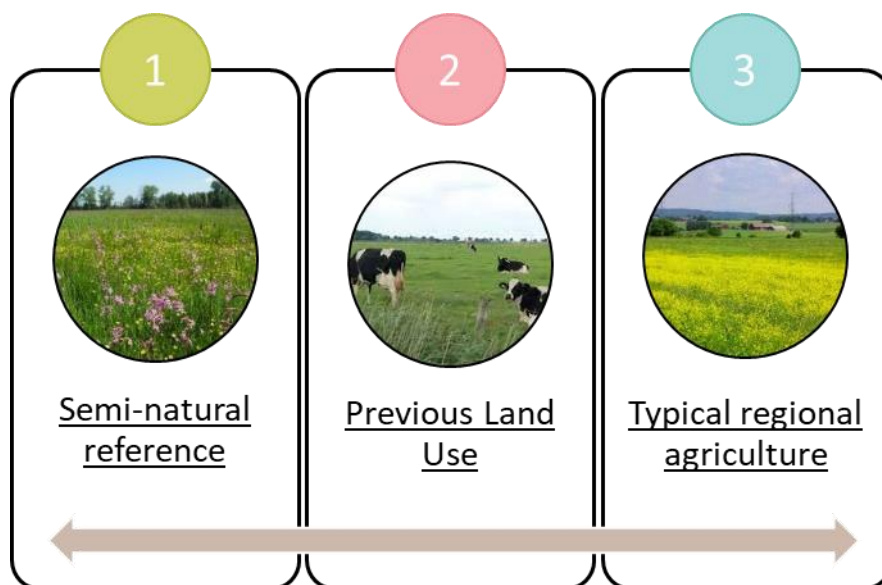 1
2
3
Semi-natural
reference
Previous Land
Use
Typical regional
agriculture